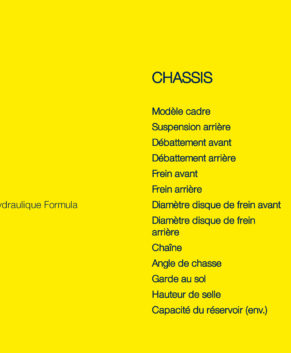 CHASSIS
Modèle cadre
Suspension arrière
Débattement avant
Débattement arrière
Frein avant
Frein arrière
ydraulique Formula
Diamètre disque de frein avant
Diamètre disque de frein
arrière
Chaîne
Angle de chasse
Garde au sol
Hauteur de selle
Capacité du réservoir (env.)